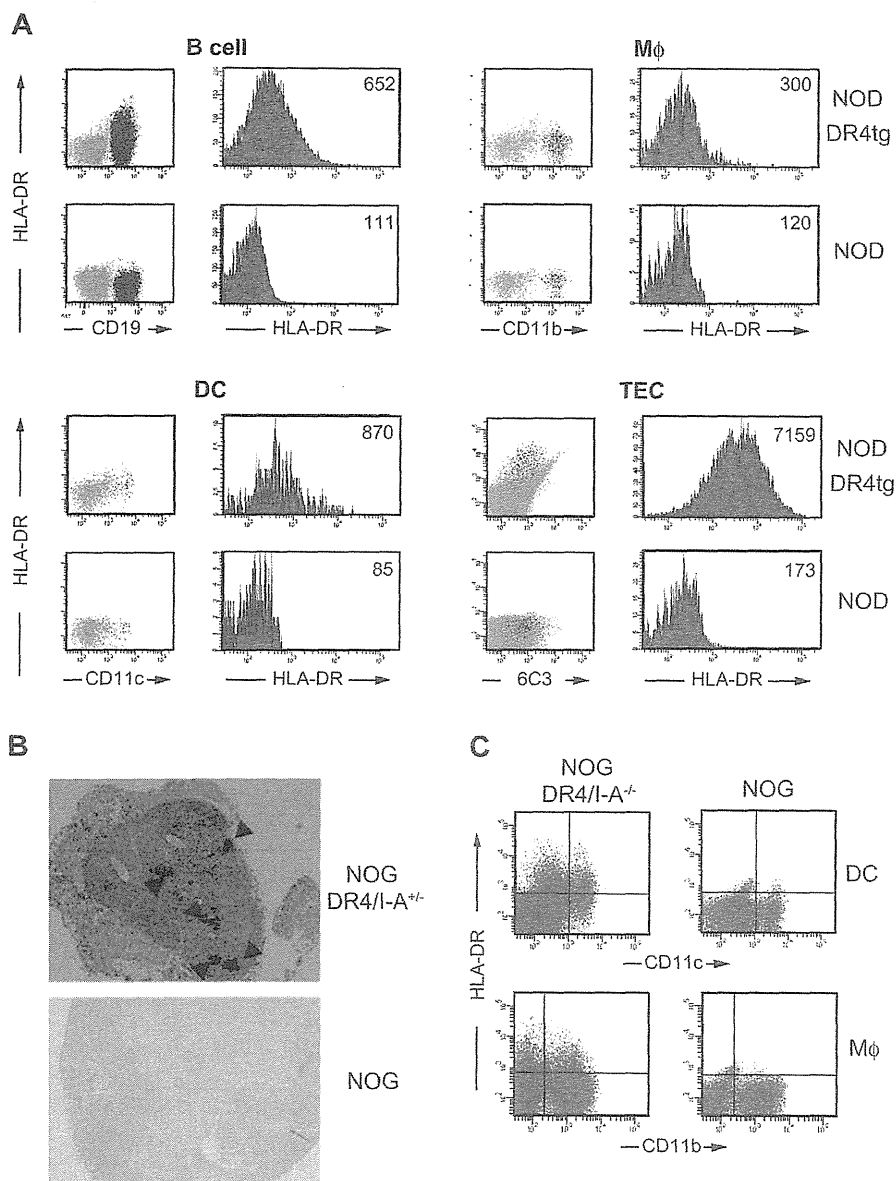 A
B cell
Mφ
652
300
NOD
DR4tg
111
120
NOD
HLA-DR
CD19
HLA-DR
CD11b
HLA-DR
DC
TEC
870
7159
NOD
DR4tg
85
173
NOD
HLA-DR
CD11c
HLA-DR
6C3
HLA-DR
B
NOG
DR4/I-A+/-
NOG
C
NOG
DR4/I-A-/-
NOG
DC
HLA-DR
CD11c
Mφ
CD11b